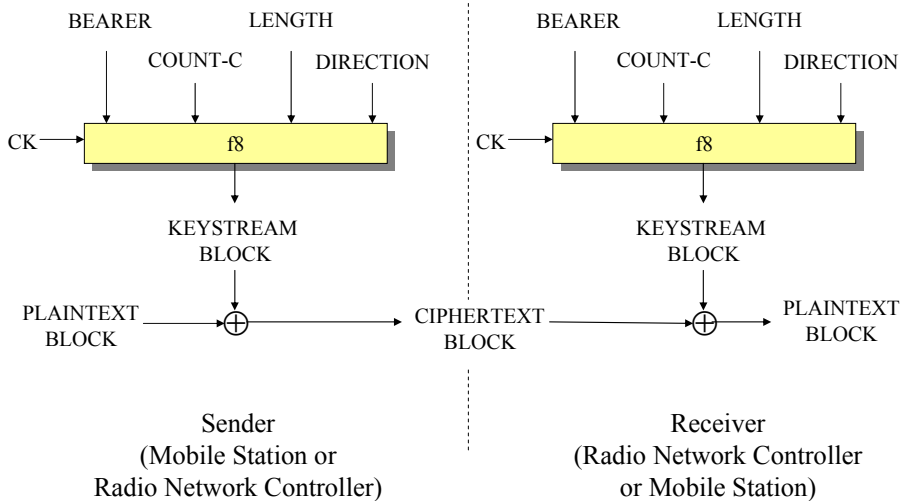 BEARER
LENGTH
COUNT-C
DIRECTION
CK
f8
KEYSTREAM
BLOCK
PLAINTEXT
BLOCK
BEARER
LENGTH
COUNT-C
DIRECTION
CK
f8
KEYSTREAM
BLOCK
CIPHERTEXT
BLOCK
PLAINTEXT
BLOCK
Sender
(Mobile Station or
Radio Network Controller)
Receiver
(Radio Network Controller
or Mobile Station)